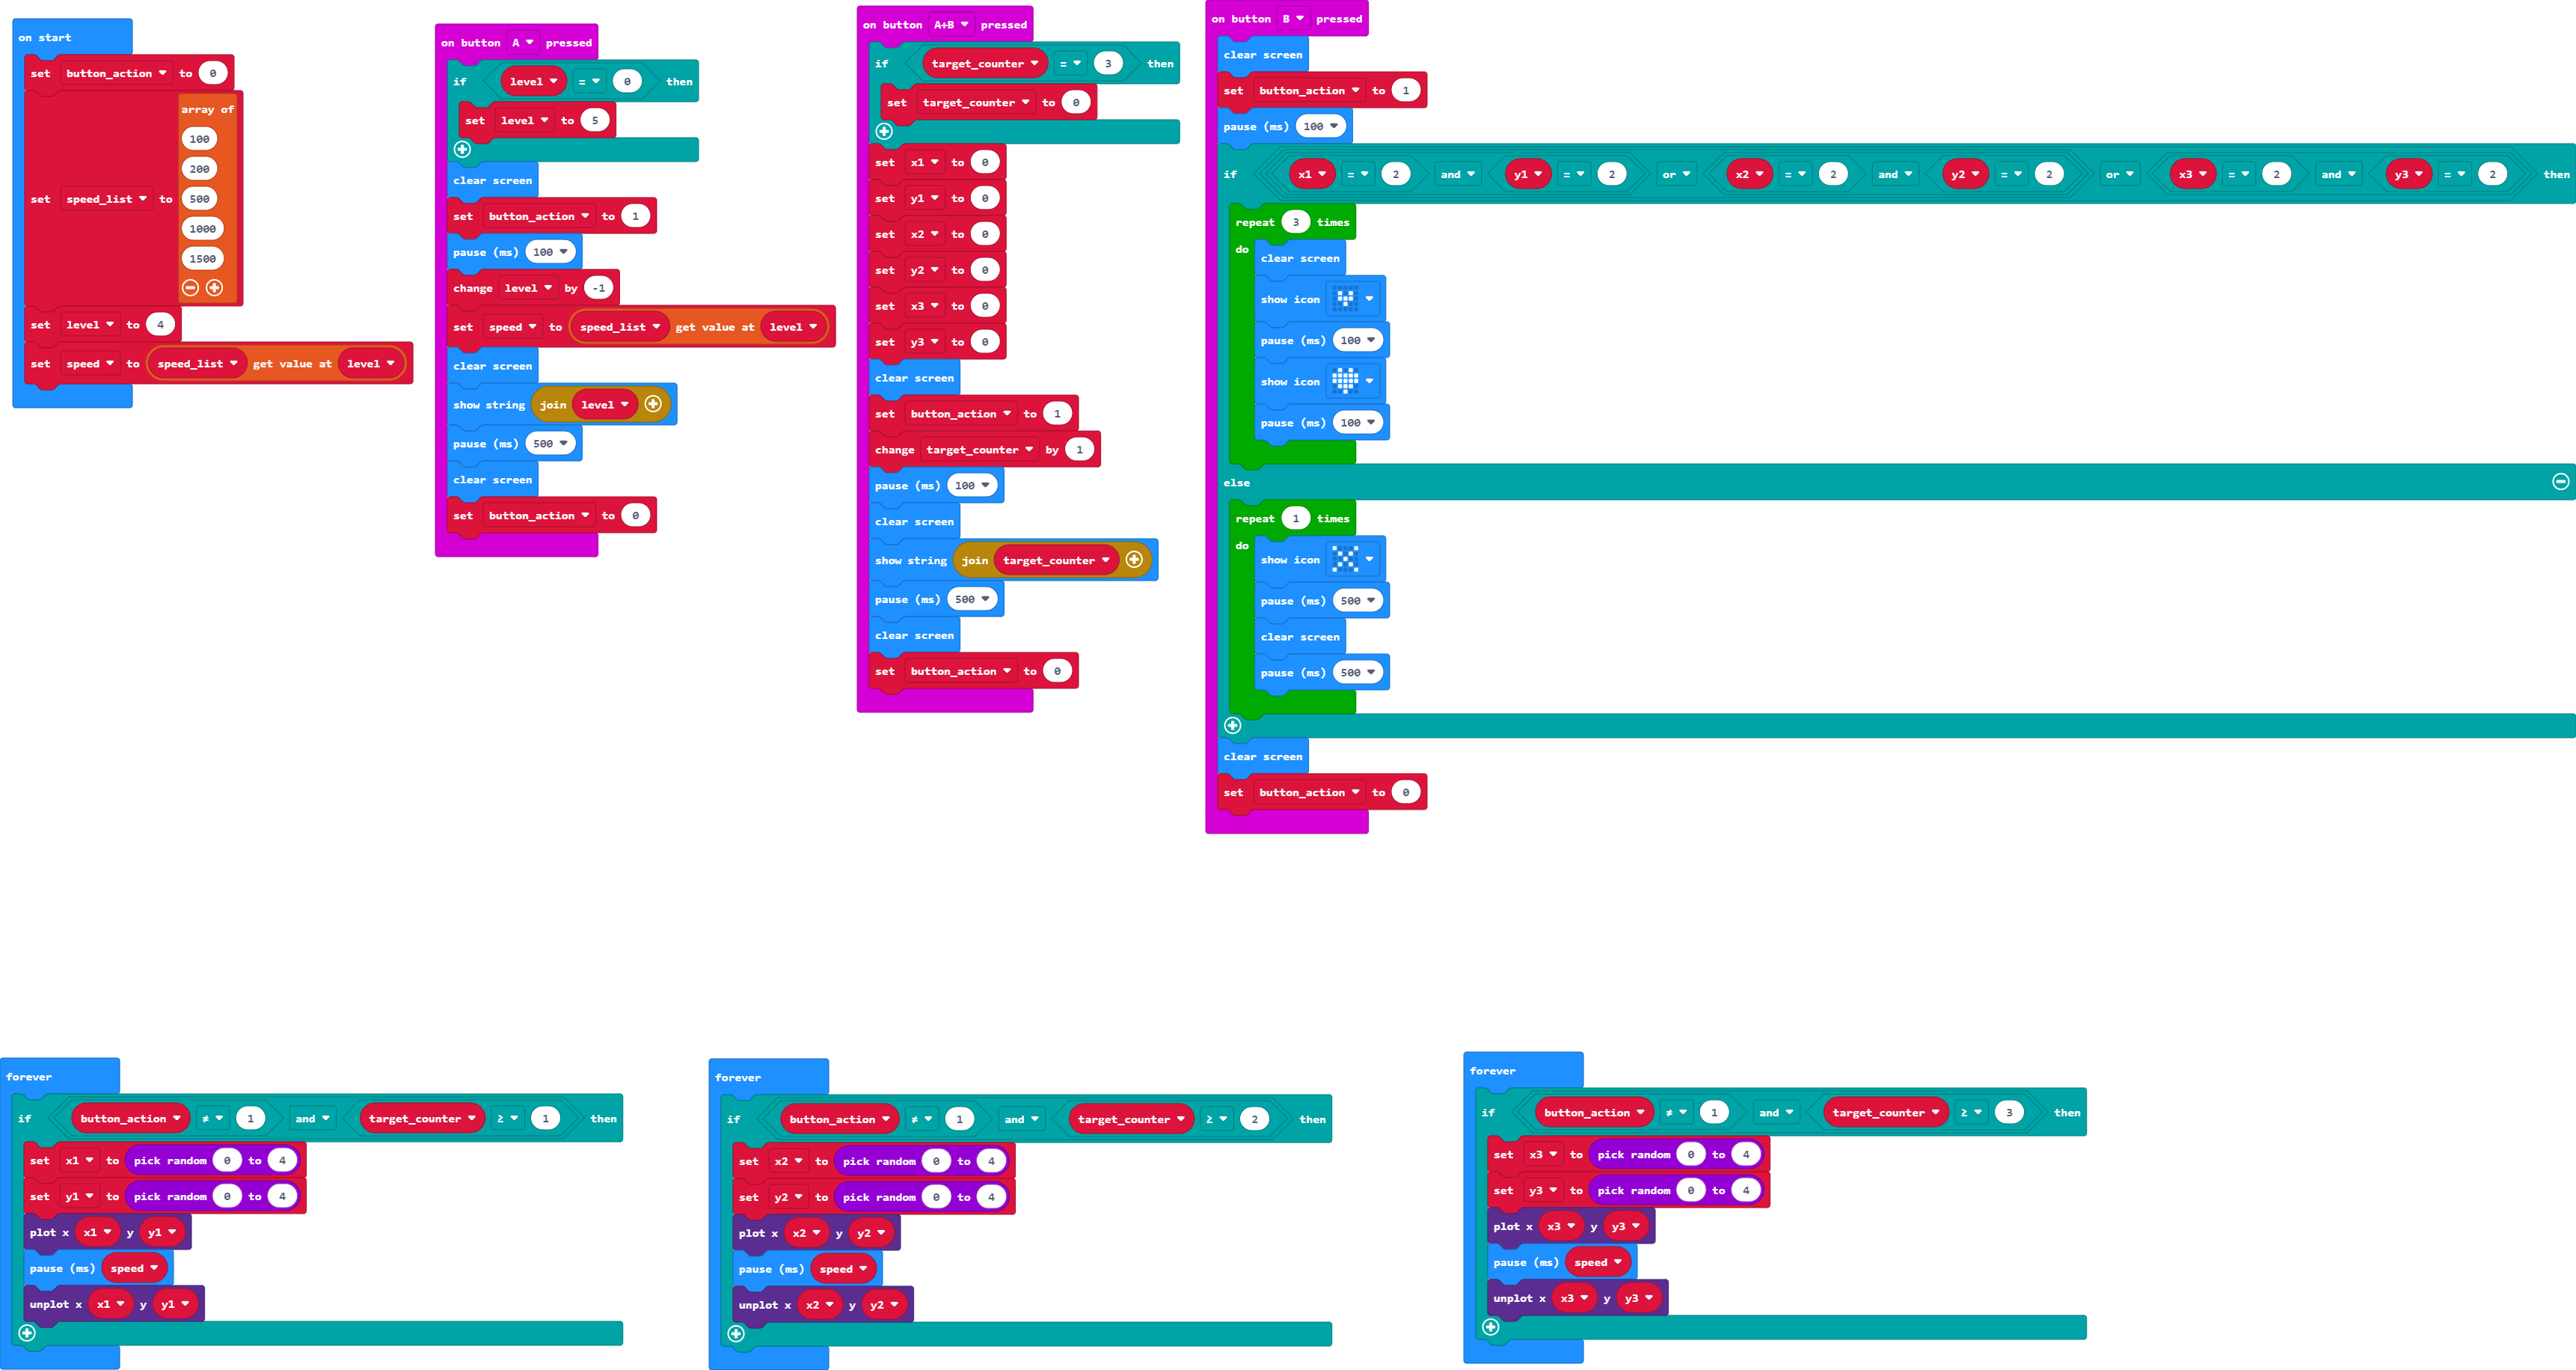 on start
set button_action to 0
set speed_list to array of
100
200
500
1000
1500
set level to 4
set speed to speed_list get value at level
on button A pressed
if level = 0 then
set level to 5
clear screen
set button_action to 1
pause (ms) 100
change level by -1
set speed to speed_list get value at level
clear screen
show string join level
pause (ms) 500
clear screen
set button_action to 0
on button A+B pressed
if target_counter = 3 then
set target_counter to 0
set x1 to 0
set y1 to 0
set x2 to 0
set y2 to 0
set x3 to 0
set y3 to 0
clear screen
set button_action to 1
change target_counter by 1
pause (ms) 100
clear screen
show string join target_counter
pause (ms) 500
clear screen
set button_action to 0
on button B pressed
clear screen
set button_action to 1
pause (ms) 100
if x1 = 2 and y1 = 2 or x2 = 2 and y2 = 2 or x3 = 2 and y3 = 2 then
repeat 3 times
do
clear screen
show icon
pause (ms) 100
show icon
pause (ms) 100
else
repeat 1 times
do
show icon
pause (ms) 500
clear screen
pause (ms) 500
clear screen
set button_action to 0
forever
if button_action ≠ 1 and target_counter ≥ 1 then
set x1 to pick random 0 to 4
set y1 to pick random 0 to 4
plot x x1 y y1
pause (ms) speed
unplot x x1 y y1
forever
if button_action ≠ 1 and target_counter ≥ 2 then
set x2 to pick random 0 to 4
set y2 to pick random 0 to 4
plot x x2 y y2
pause (ms) speed
unplot x x2 y y2
forever
if button_action ≠ 1 and target_counter ≥ 3 then
set x3 to pick random 0 to 4
set y3 to pick random 0 to 4
plot x x3 y y3
pause (ms) speed
unplot x x3 y y3